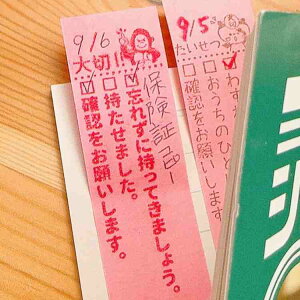 9/6
大切!!
保険証コピー
☑忘れずに持ってきましょう。
□持たせました。
☑確認をお願いします。
9/5
たいせつ
☑わす
□おうちのひと
□確認をお願いします